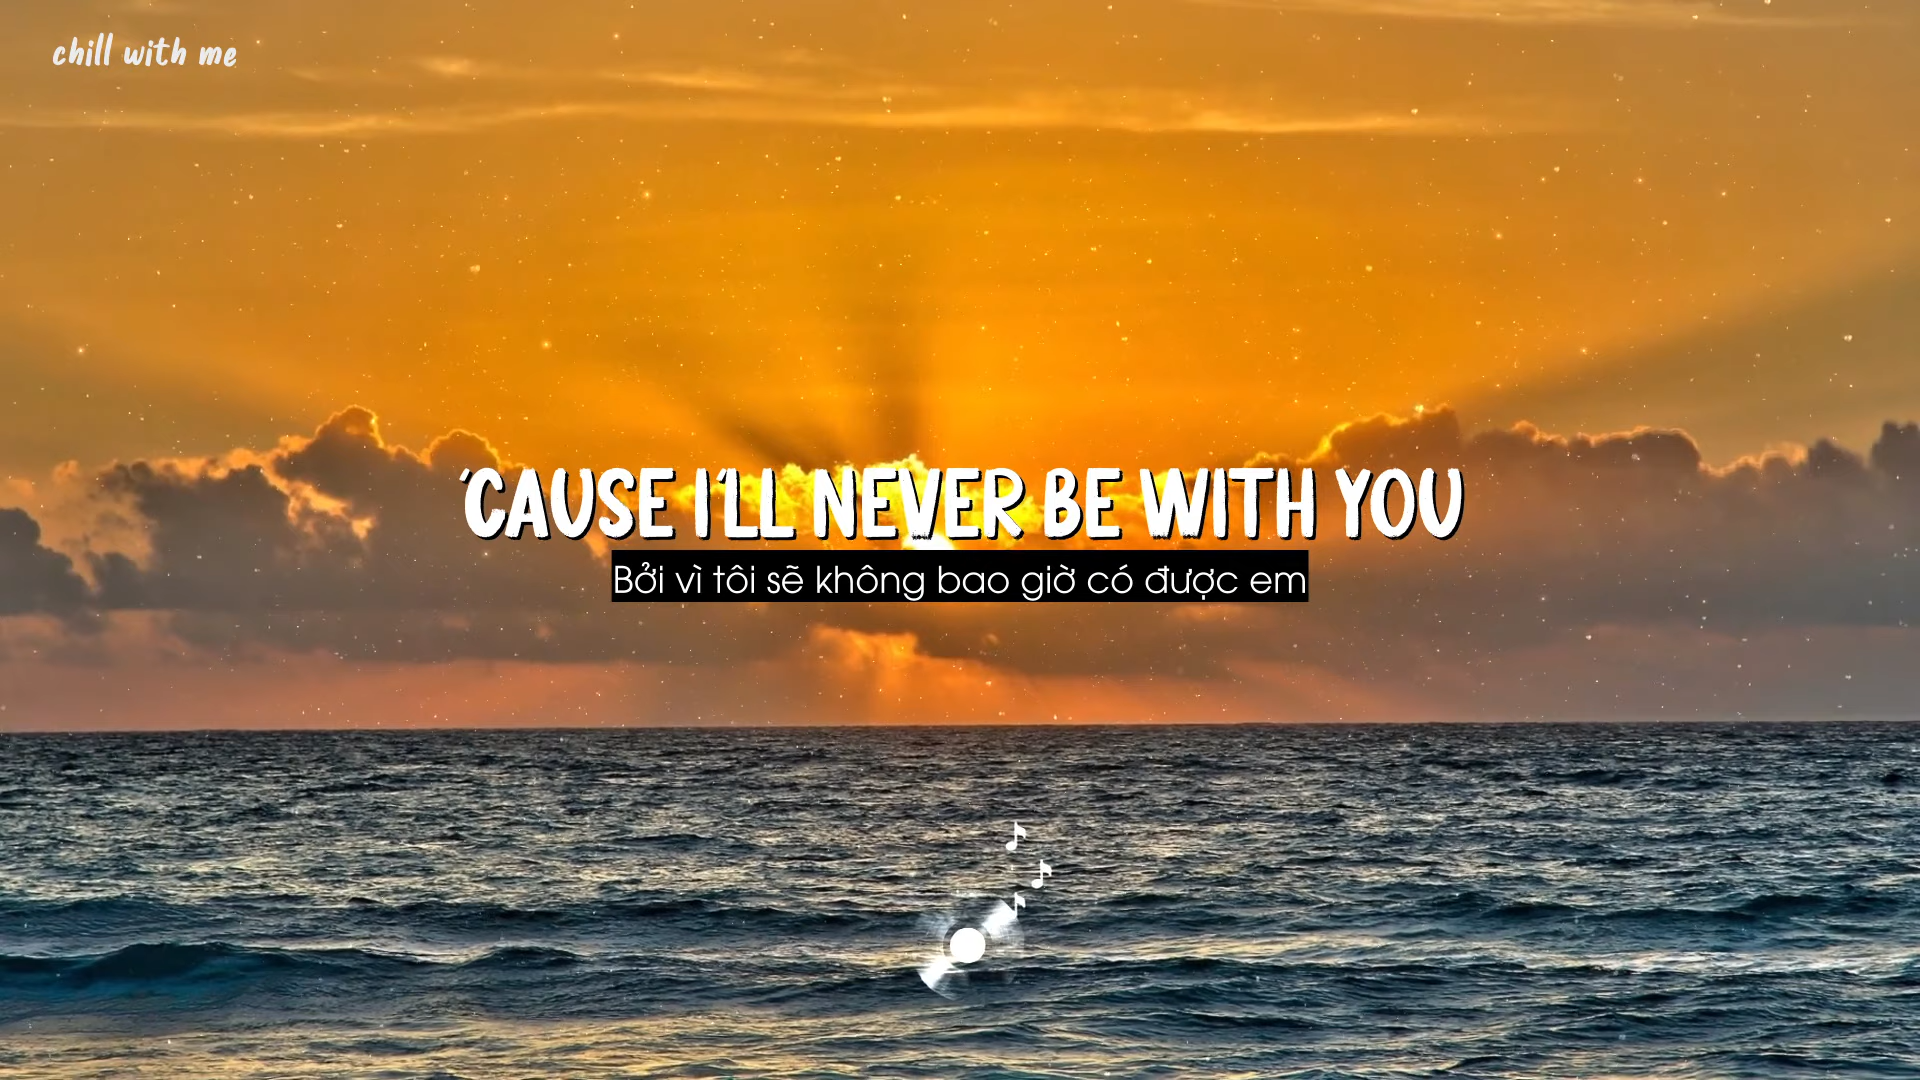 chill with me
'CAUSE I'LL NEVER BE WITH YOU
Bởi vì tôi sẽ không bao giờ có được em